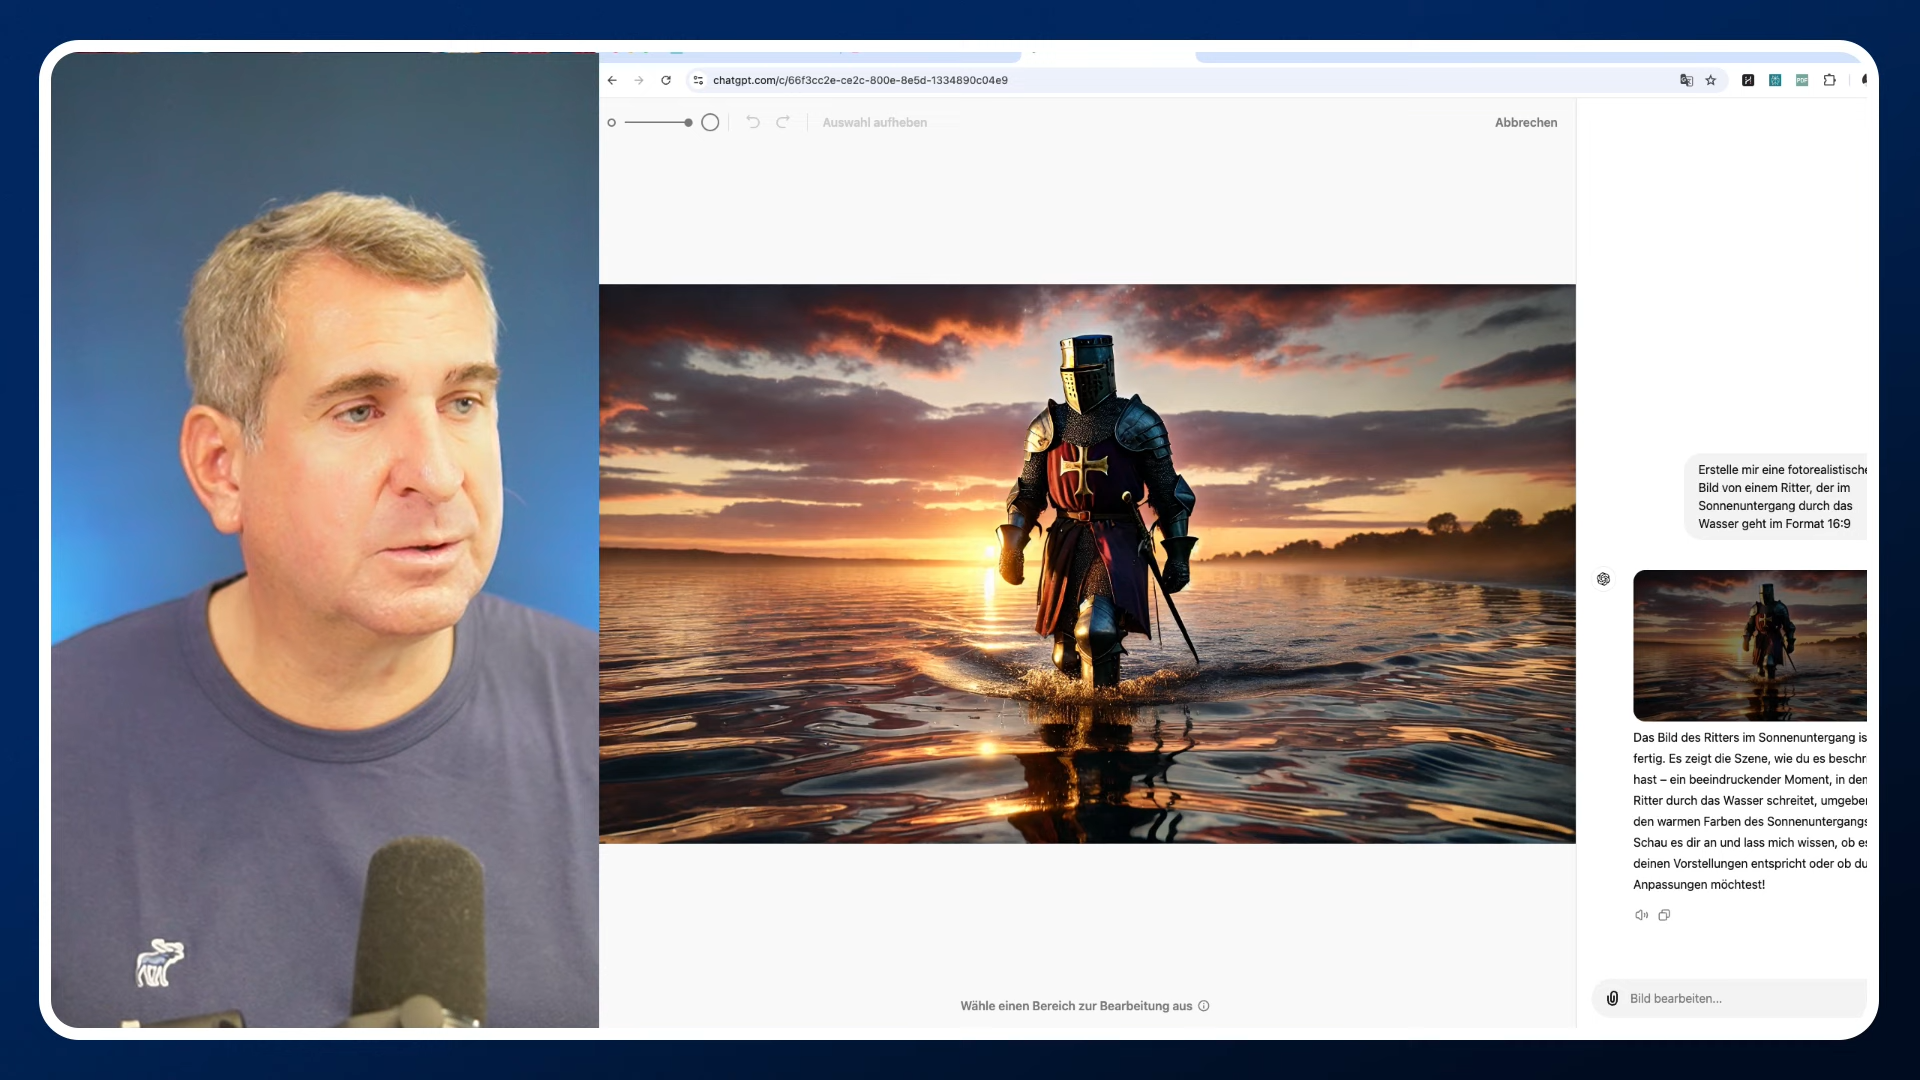 chatgpt.com/c/66f3cc2e-ce2c-800e-8e5d-1334890c04e9
Auswahl aufheben
Abbrechen
Erstelle mir eine fotorealistische
Bild von einem Ritter, der im
Sonnenuntergang durch das
Wasser geht im Format 16:9
Das Bild des Ritters im Sonnenuntergang is
fertig. Es zeigt die Szene, wie du es beschr
hast – ein beeindruckender Moment, in der
Ritter durch das Wasser schreitet, umgeben
den warmen Farben des Sonnenuntergangs
Schau es dir an und lass mich wissen, ob es
deinen Vorstellungen entspricht oder ob du
Anpassungen möchtest!
Wähle einen Bereich zur Bearbeitung aus
Bild bearbeiten...